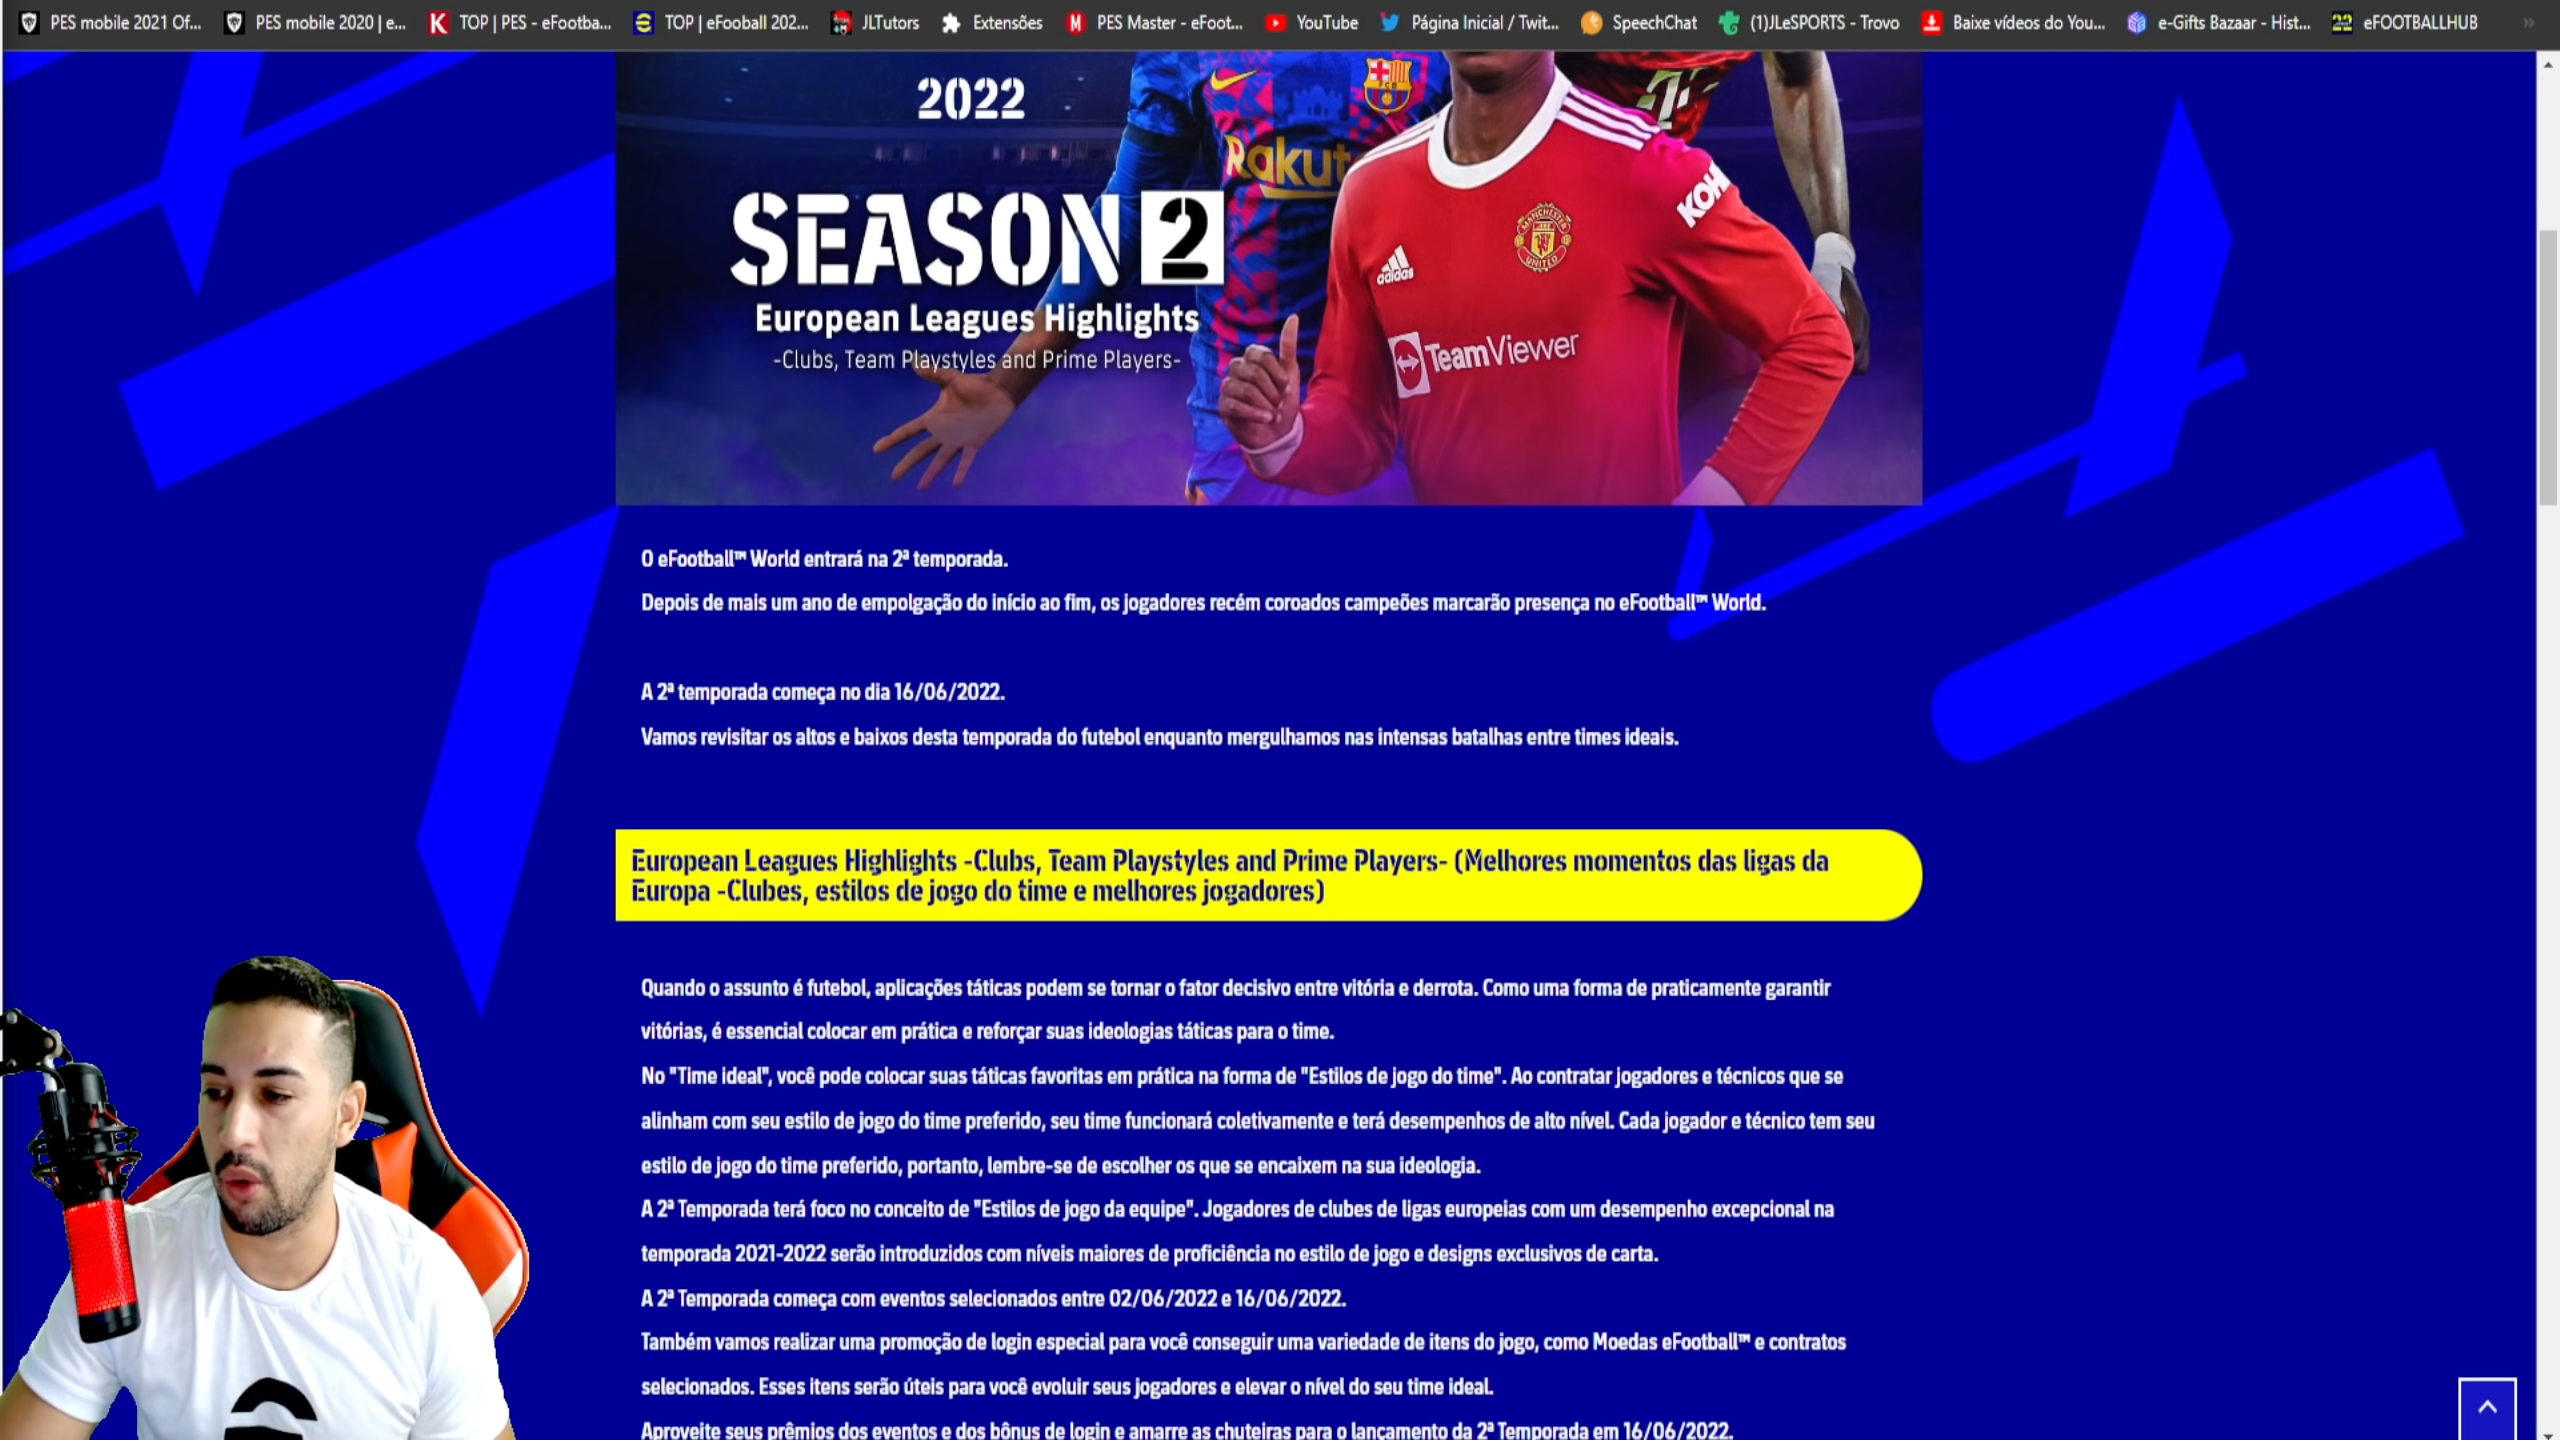 PES mobile 2021 Of...
PES mobile 2020 | e...
TOP | PES - eFootba...
TOP | eFooball 202...
JLTutors
Extensões
PES Master - eFoot...
YouTube
Página Inicial / Twit...
SpeechChat
(1)JLeSPORTS - Trovo
Baixe vídeos do You...
e-Gifts Bazaar - Hist...
eFOOTBALLHUB
2022
SEASON 2
European Leagues Highlights
-Clubs, Team Playstyles and Prime Players-
FCB
Rakut
KOH
MANCHESTER
UNITED
adidas
TeamViewer
O eFootball™ World entrará na 2ª temporada.
Depois de mais um ano de empolgação do início ao fim, os jogadores recém coroados campeões marcarão presença no eFootball™ World.
A 2ª temporada começa no dia 16/06/2022.
Vamos revisitar os altos e baixos desta temporada do futebol enquanto mergulhamos nas intensas batalhas entre times ideais.
European Leagues Highlights -Clubs, Team Playstyles and Prime Players- (Melhores momentos das ligas da
Europa -Clubes, estilos de jogo do time e melhores jogadores)
Quando o assunto é futebol, aplicações táticas podem se tornar o fator decisivo entre vitória e derrota. Como uma forma de praticamente garantir
vitórias, é essencial colocar em prática e reforçar suas ideologias táticas para o time.
No "Time ideal", você pode colocar suas táticas favoritas em prática na forma de "Estilos de jogo do time". Ao contratar jogadores e técnicos que se
alinham com seu estilo de jogo do time preferido, seu time funcionará coletivamente e terá desempenhos de alto nível. Cada jogador e técnico tem seu
estilo de jogo do time preferido, portanto, lembre-se de escolher os que se encaixem na sua ideologia.
A 2ª Temporada terá foco no conceito de "Estilos de jogo da equipe". Jogadores de clubes de ligas europeias com um desempenho excepcional na
temporada 2021-2022 serão introduzidos com níveis maiores de proficiência no estilo de jogo e designs exclusivos de carta.
A 2ª Temporada começa com eventos selecionados entre 02/06/2022 e 16/06/2022.
Também vamos realizar uma promoção de login especial para você conseguir uma variedade de itens do jogo, como Moedas eFootball™ e contratos
selecionados. Esses itens serão úteis para você evoluir seus jogadores e elevar o nível do seu time ideal.
Aproveite seus prêmios dos eventos e dos bônus de login e amarre as chuteiras para o lançamento da 2ª Temporada em 16/06/2022.